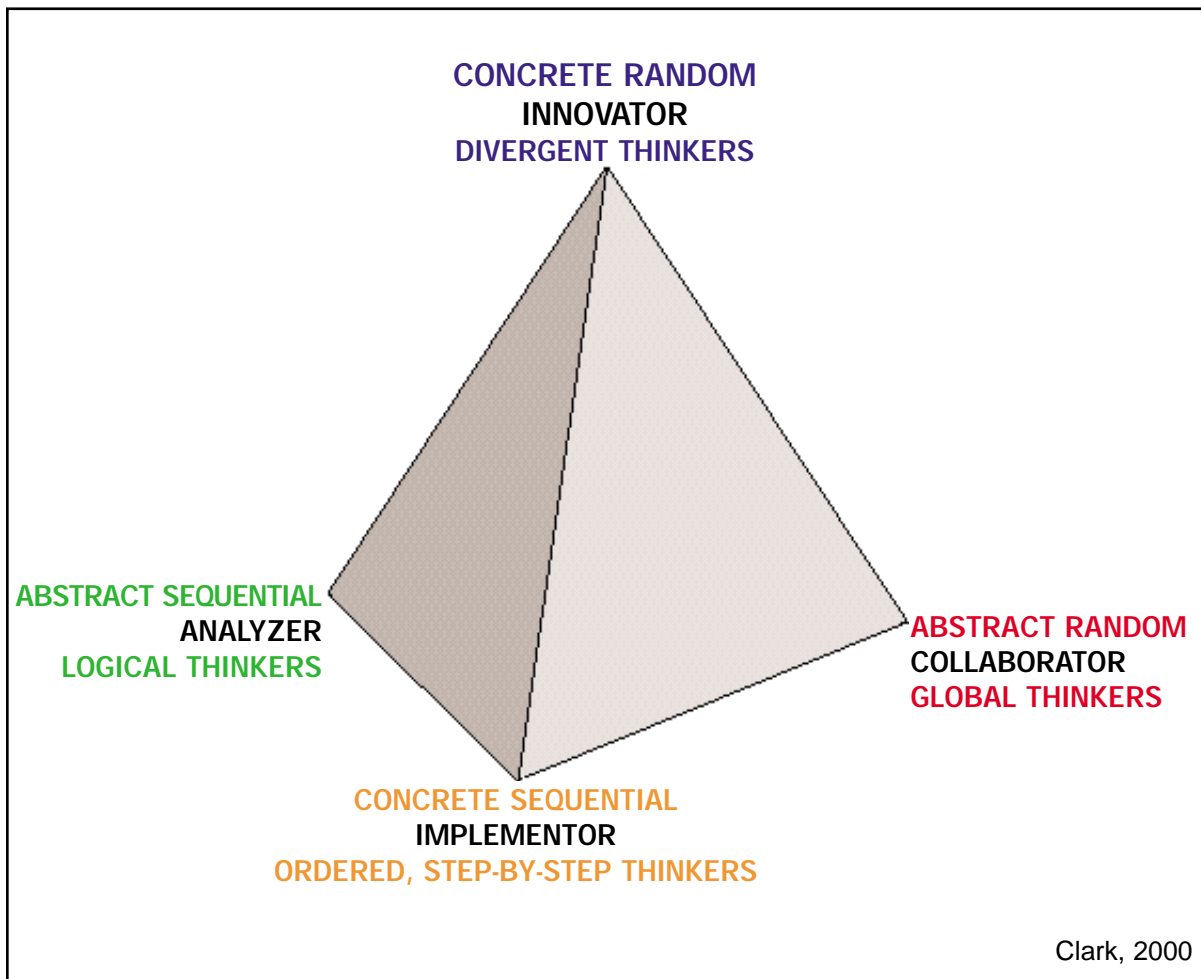 CONCRETE RANDOM
INNOVATOR
DIVERGENT THINKERS
ABSTRACT SEQUENTIAL
ANALYZER
LOGICAL THINKERS
ABSTRACT RANDOM
COLLABORATOR
GLOBAL THINKERS
CONCRETE SEQUENTIAL
IMPLEMENTOR
ORDERED, STEP-BY-STEP THINKERS
Clark, 2000